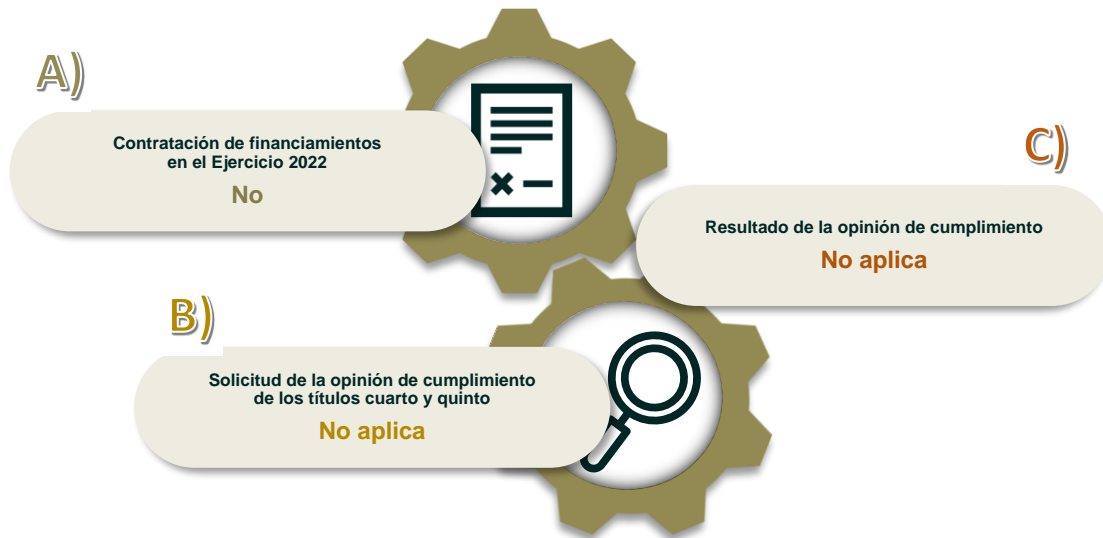 A)
Contratación de financiamientos
en el Ejercicio 2022
No
B)
Solicitud de la opinión de cumplimiento
de los títulos cuarto y quinto
No aplica
C)
Resultado de la opinión de cumplimiento
No aplica